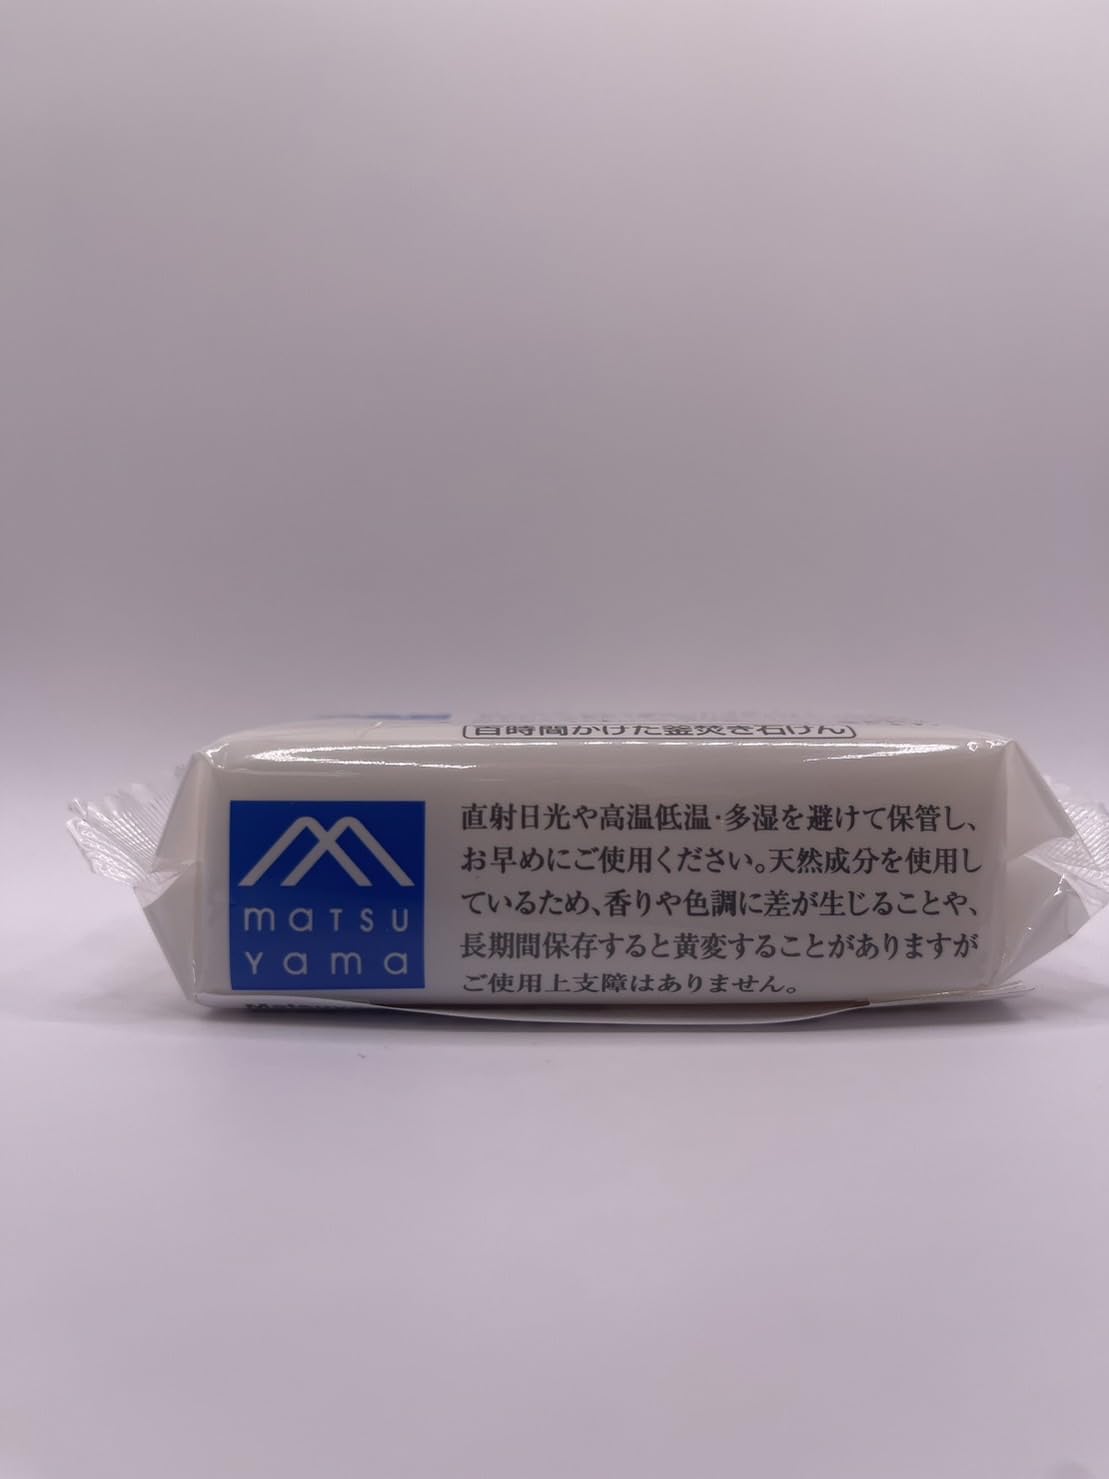 百時間かけた釜焚き石けん
matsu
yama
直射日光や高温低温・多湿を避けて保管し、
お早めにご使用ください。天然成分を使用し
ているため、香りや色調に差が生じることや、
長期間保存すると黄変することがありますが
ご使用上支障はありません。